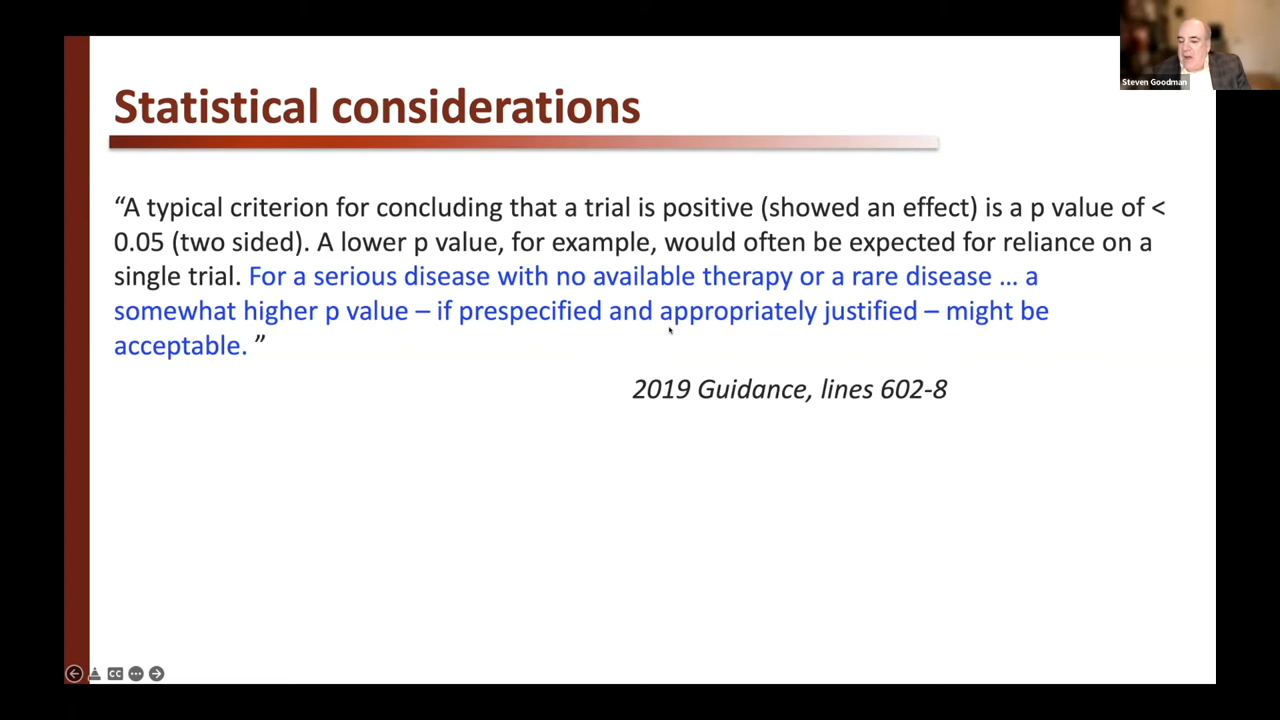 Steven Goodman
Statistical considerations
“A typical criterion for concluding that a trial is positive (showed an effect) is a p value of <
0.05 (two sided). A lower p value, for example, would often be expected for reliance on a
single trial. For a serious disease with no available therapy or a rare disease … a
somewhat higher p value – if prespecified and appropriately justified – might be
acceptable. ”
2019 Guidance, lines 602-8
CC